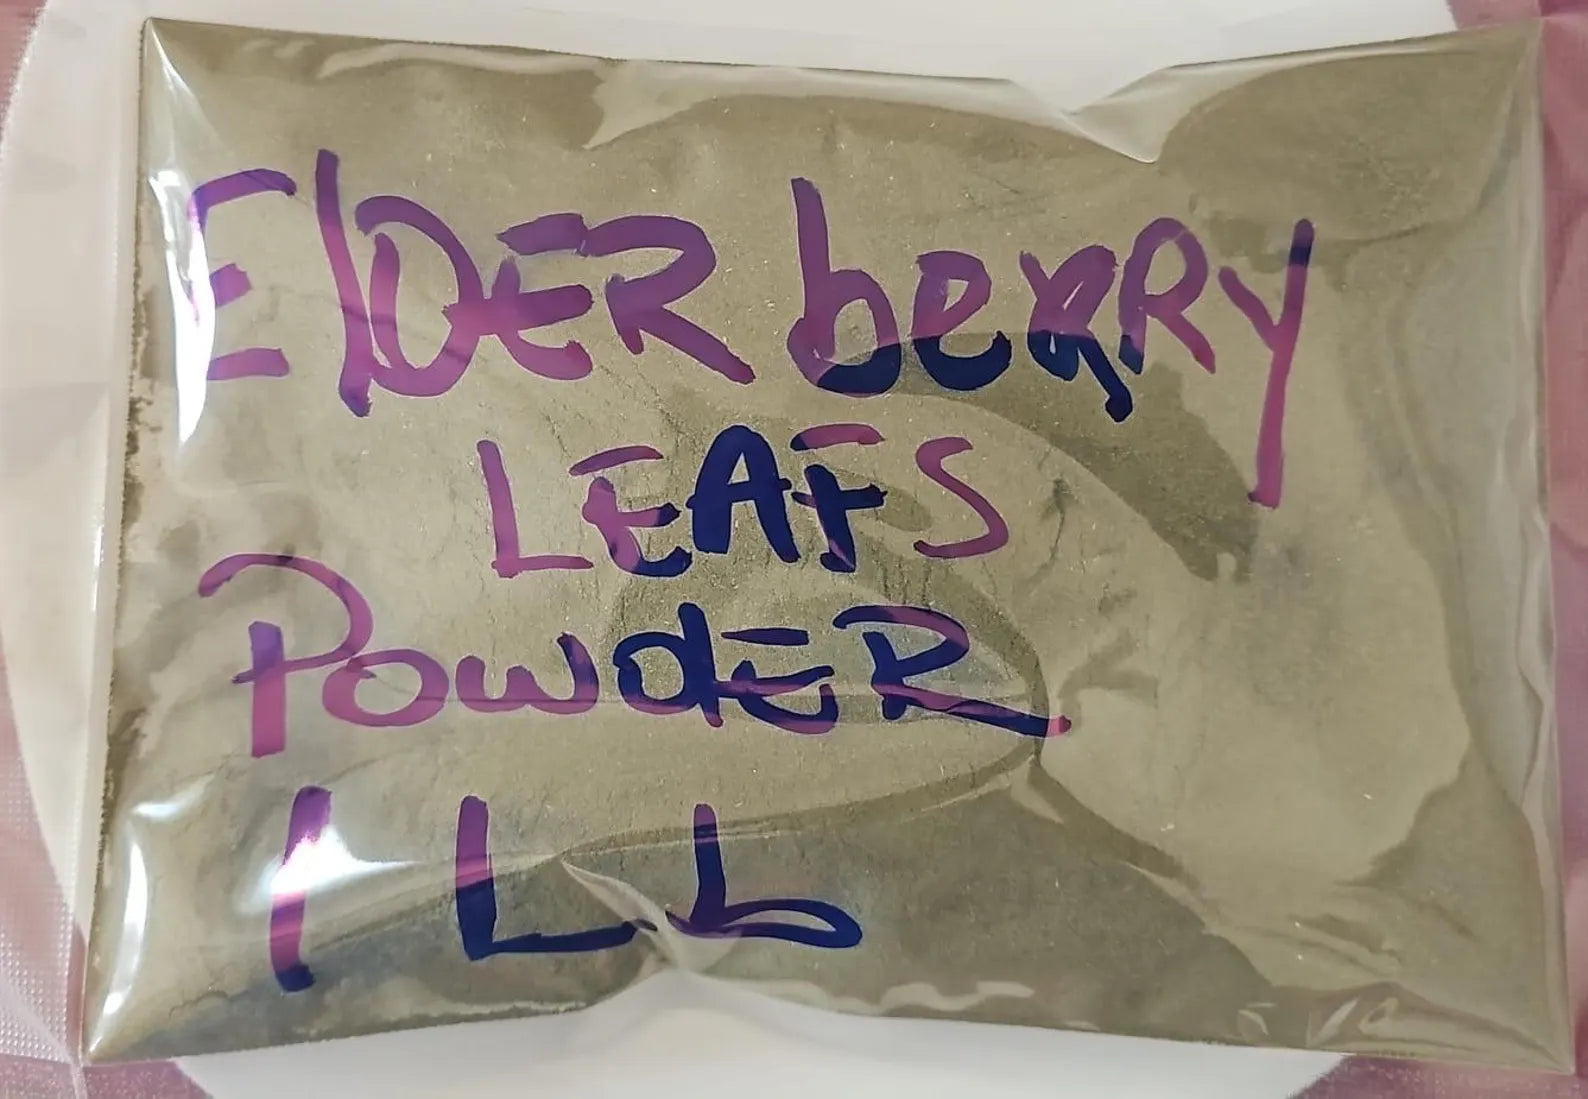 ElDER beRRy
LEAFS
PowdER
1 Lb